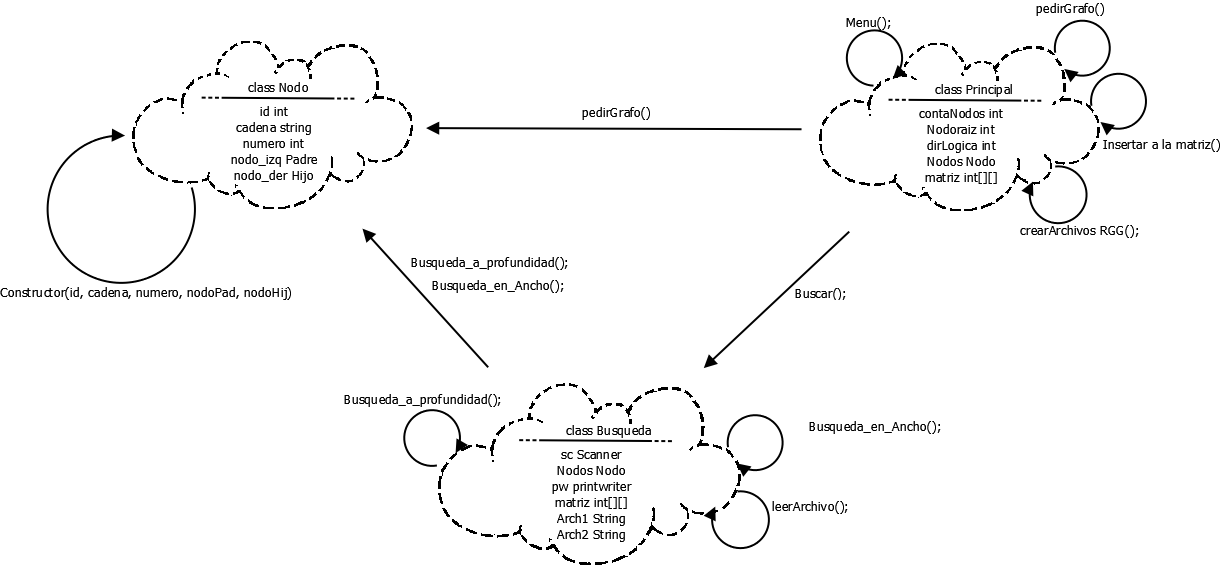 class Nodo
id int
cadena string
numero int
nodo_izq Padre
nodo_der Hijo
Constructor(id, cadena, numero, nodoPad, nodoHij)
pedirGrafo()
Menu();
pedirGrafo()
class Principal
contaNodos int
Nodoraiz int
dirLogica int
Nodos Nodo
matriz int[][]
Insertar a la matriz()
crearArchivos RGG();
Busqueda_a_profundidad();
Busqueda_en_Ancho();
Buscar();
Busqueda_a_profundidad();
class Busqueda
sc Scanner
Nodos Nodo
pw printwriter
matriz int[][]
Arch1 String
Arch2 String
Busqueda_en_Ancho();
leerArchivo();